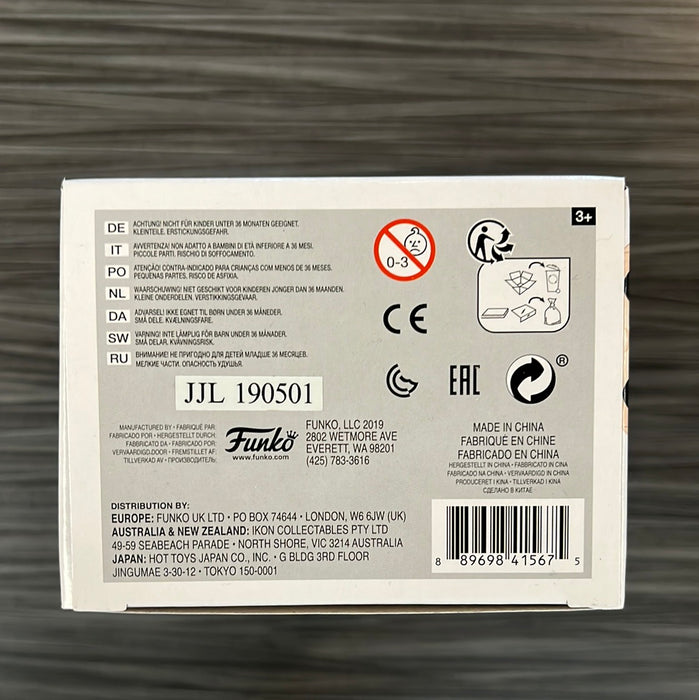 3+
DE ACHTUNG! NICHT FÜR KINDER UNTER 36 MONATEN GEEIGNET.
KLEINTEILE. ERSTICKUNGSGEFAHR.
IT AVVERTENZA! NON ADATTO A BAMBINI DI ETÀ INFERIORE A 36 MESI.
PICCOLE PARTI. RISCHIO DI SOFFOCAMENTO.
PO ATENÇÃO! CONTRA-INDICADO PARA CRIANÇAS COM MENOS DE 36 MESES.
PEQUENAS PARTES. RISCO DE ASFIXIA.
NL WAARSCHUWING! NIET GESCHIKT VOOR KINDEREN JONGER DAN 36 MAANDEN.
KLEINE ONDERDELEN. VERSTIKKINGSGEVAAR.
DA ADVARSEL! IKKE EGNET TIL BØRN UNDER 36 MÅNEDER.
SMÅ DELE. KVÆLNINGSFARE.
SW VARNING! INTE LÄMPLIG FÖR BARN UNDER 36 MÅNADER.
SMÅ DELAR. KVÄVNINGSRISK.
RU ВНИМАНИЕ! НЕ ПРИГОДНО ДЛЯ ДЕТЕЙ МЛАДШЕ 36 МЕСЯЦЕВ.
МЕЛКИЕ ЧАСТИ. ОПАСНОСТЬ УДУШЬЯ.
0-3
CE
EAC
®
JJL 190501
MANUFACTURED BY • FABRIQUÉ PAR:
FABRICADO POR • HERGESTELLT DURCH:
FABBRICATO DA • FABRICADO POR:
VERVAARDIGD DOOR • FREMSTILLET AF:
TILLVERKAD AV • ПРОИЗВОДИТЕЛЬ:
Funko
www.funko.com
FUNKO, LLC 2019
2802 WETMORE AVE
EVERETT, WA 98201
(425) 783-3616
MADE IN CHINA
FABRIQUÉ EN CHINE
FABRICADO EN CHINA
HERGESTELLT IN CHINA • FABBRICATO IN CINA
FABRICADO NA CHINA • VERVAARDIGD IN CHINA
PRODUCERET I KINA • TILLVERKAD I KINA
СДЕЛАНО В КИТАЕ
DISTRIBUTION BY:
EUROPE: FUNKO UK LTD • PO BOX 74644 • LONDON, W6 6JW (UK)
AUSTRALIA & NEW ZEALAND: IKON COLLECTABLES PTY LTD
49-59 SEABEACH PARADE • NORTH SHORE, VIC 3214 AUSTRALIA
JAPAN: HOT TOYS JAPAN CO., INC. • G BLDG 3RD FLOOR
JINGUMAE 3-30-12 • TOKYO 150-0001
8 89698 41567 5